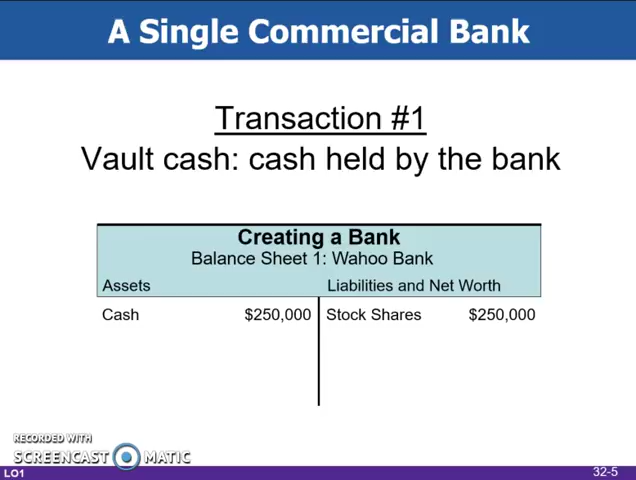 A Single Commercial Bank
Transaction #1
Vault cash: cash held by the bank
Creating a Bank
Balance Sheet 1: Wahoo Bank
Assets Liabilities and Net Worth
Cash $250,000 Stock Shares $250,000
RECORDED WITH
SCREENCAST MATIC
LO1 32-5